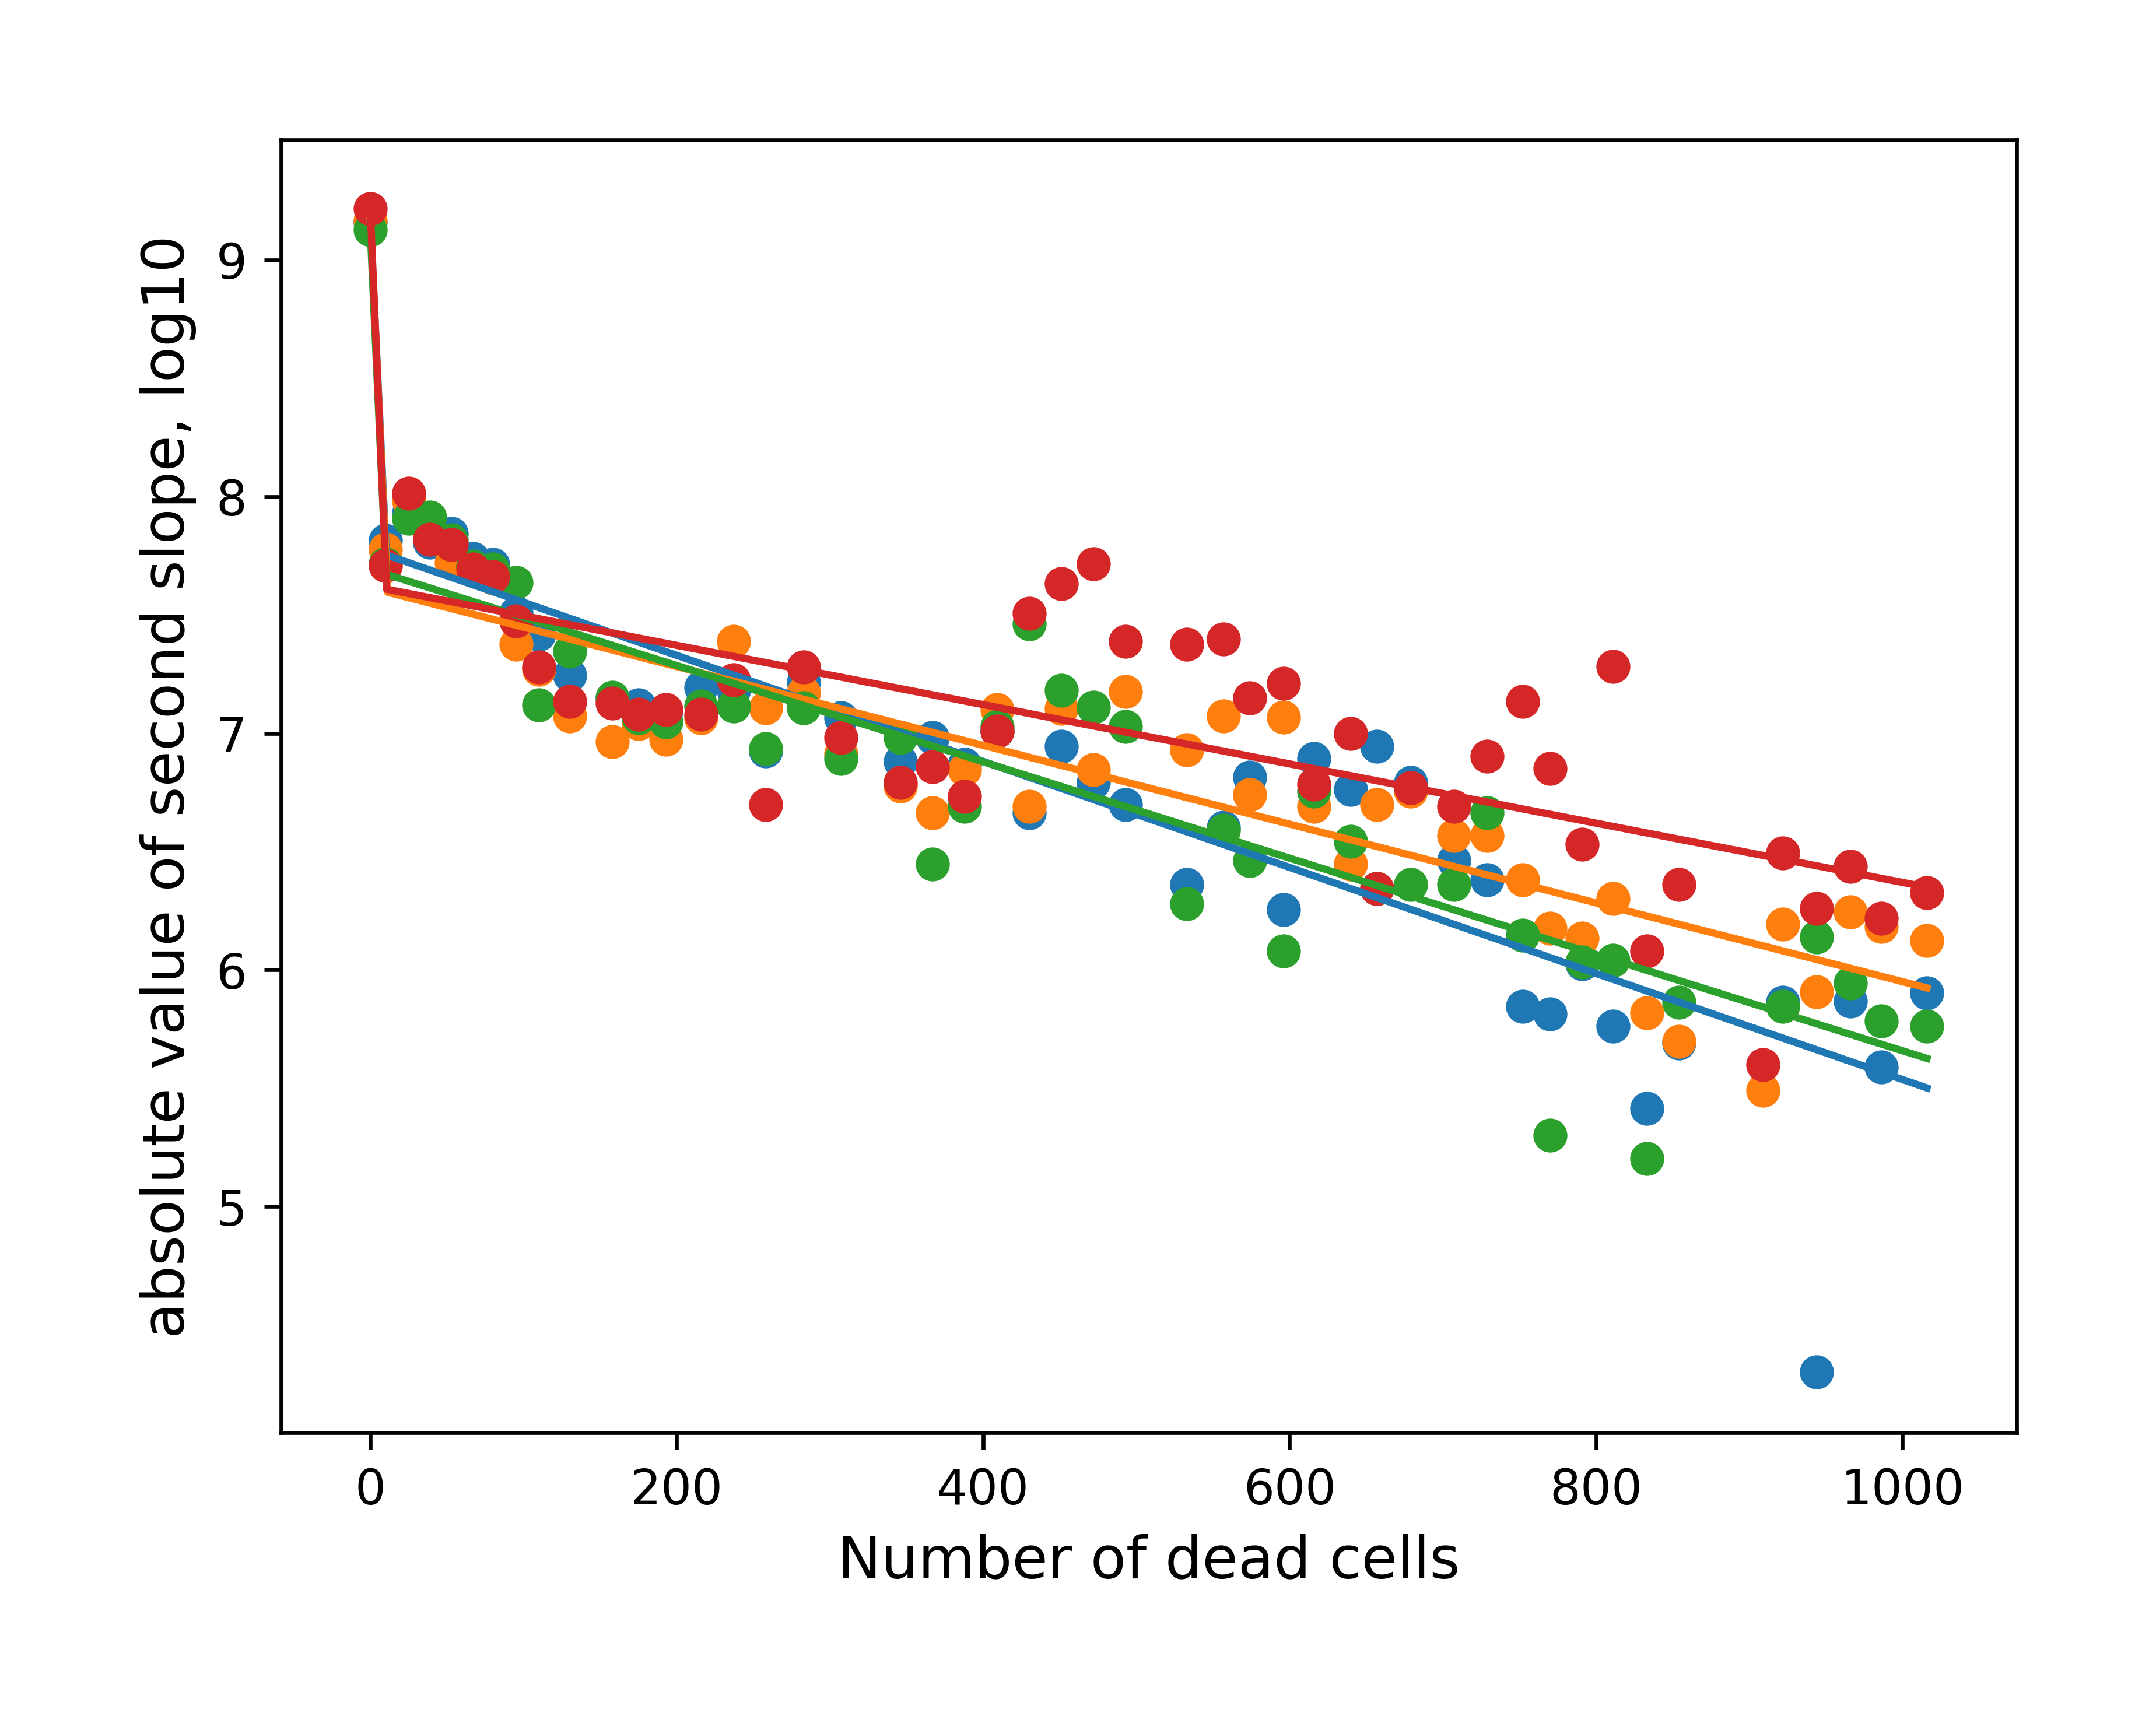 absolute value of second slope, log10
9
8
7
6
5
0 200 400 600 800 1000
Number of dead cells